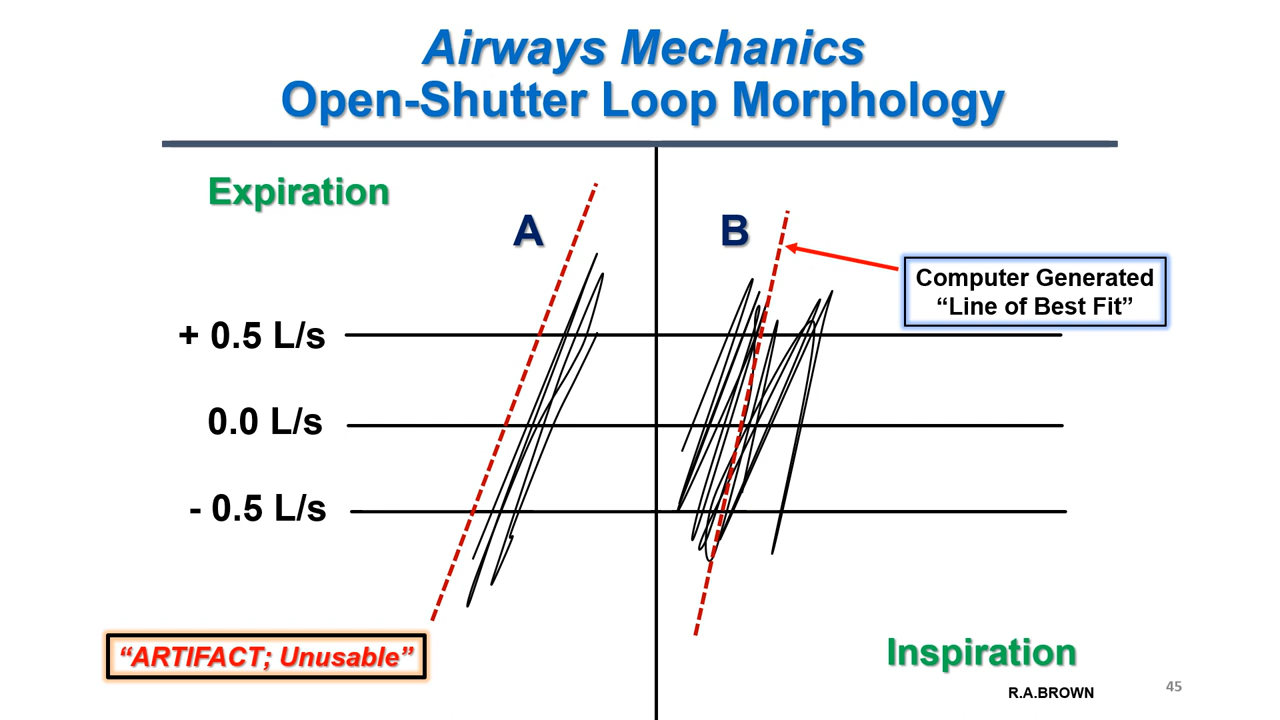 Airways Mechanics
Open-Shutter Loop Morphology
Expiration
A
B
Computer Generated
“Line of Best Fit”
+ 0.5 L/s
0.0 L/s
- 0.5 L/s
“ARTIFACT; Unusable”
Inspiration
R.A.BROWN
45